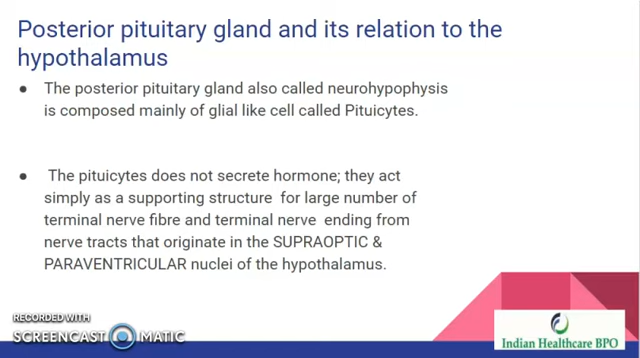 Posterior pituitary gland and its relation to the
hypothalamus
● The posterior pituitary gland also called neurohypophysis
is composed mainly of glial like cell called Pituicytes.
● The pituicytes does not secrete hormone; they act
simply as a supporting structure for large number of
terminal nerve fibre and terminal nerve ending from
nerve tracts that originate in the SUPRAOPTIC &
PARAVENTRICULAR nuclei of the hypothalamus.
RECORDED WITH
SCREENCAST MATIC
Indian Healthcare BPO